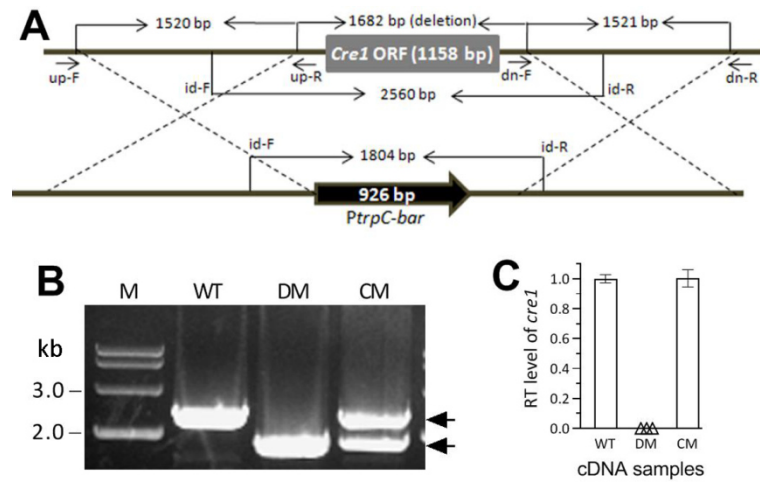 A
1520 bp 1682 bp (deletion) 1521 bp
Cre1 ORF (1158 bp)
up-F up-R dn-F dn-R
id-F id-R
2560 bp
id-F 1804 bp id-R
926 bp
PtrpC-bar
B
M WT DM CM
kb
3.0
2.0
C
RT level of cre1
1.0
0.8
0.6
0.4
0.2
0.0
WT DM CM
cDNA samples